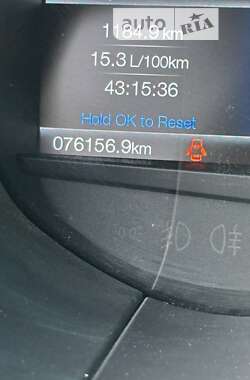 auto RIA
1184.9 km
15.3 L/100km
43:15:36
Hold OK to Reset
076156.9km